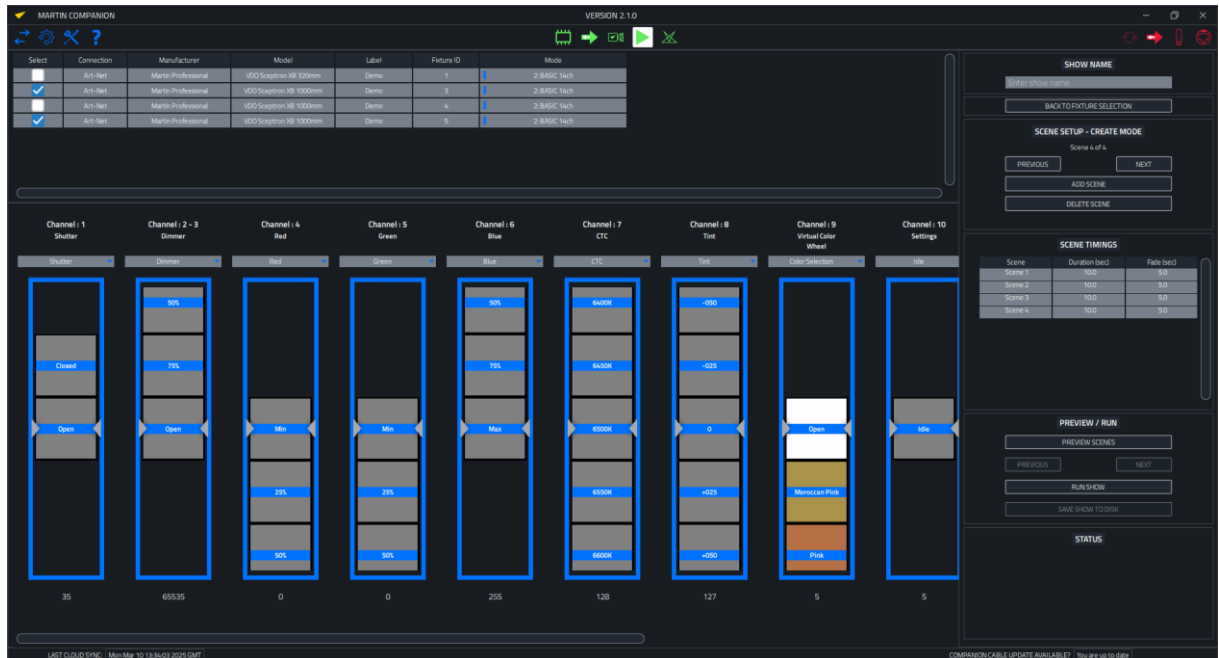 MARTIN COMPANION
VERSION 2.1.0
Select Connection Manufacturer Model Label Fixture ID Mode
Art-Net Martin Professional VDO Sceptron XB 320mm Demo 1 2: BASIC 14ch
Art-Net Martin Professional VDO Sceptron XB 1000mm Demo 3 2: BASIC 14ch
Art-Net Martin Professional VDO Sceptron XB 1000mm Demo 4 2: BASIC 14ch
Art-Net Martin Professional VDO Sceptron XB 1000mm Demo 5 2: BASIC 14ch
Channel : 1
Shutter
Shutter
Closed
Open
35
Channel : 2 - 3
Dimmer
Dimmer
50%
75%
Open
65535
Channel : 4
Red
Red
Min
25%
50%
0
Channel : 5
Green
Green
Min
25%
50%
0
Channel : 6
Blue
Blue
50%
75%
Max
255
Channel : 7
CTC
CTC
6400K
6450K
6500K
6550K
6600K
128
Channel : 8
Tint
Tint
-050
-025
0
+025
+050
127
Channel : 9
Virtual Color
Wheel
Color Selection
Open
Moroccan Pink
Pink
5
Channel : 10
Settings
Idle
Idle
5
SHOW NAME
Enter show name
BACK TO FIXTURE SELECTION
SCENE SETUP - CREATE MODE
Scene 4 of 4
PREVIOUS NEXT
ADD SCENE
DELETE SCENE
SCENE TIMINGS
Scene Duration (sec) Fade (sec)
Scene 1 10.0 5.0
Scene 2 10.0 5.0
Scene 3 10.0 5.0
Scene 4 10.0 5.0
PREVIEW / RUN
PREVIEW SCENES
PREVIOUS NEXT
RUN SHOW
SAVE SHOW TO DISK
STATUS
LAST CLOUD SYNC: Mon Mar 10 13:34:03 2025 GMT
COMPANION CABLE UPDATE AVAILABLE? You are up to date